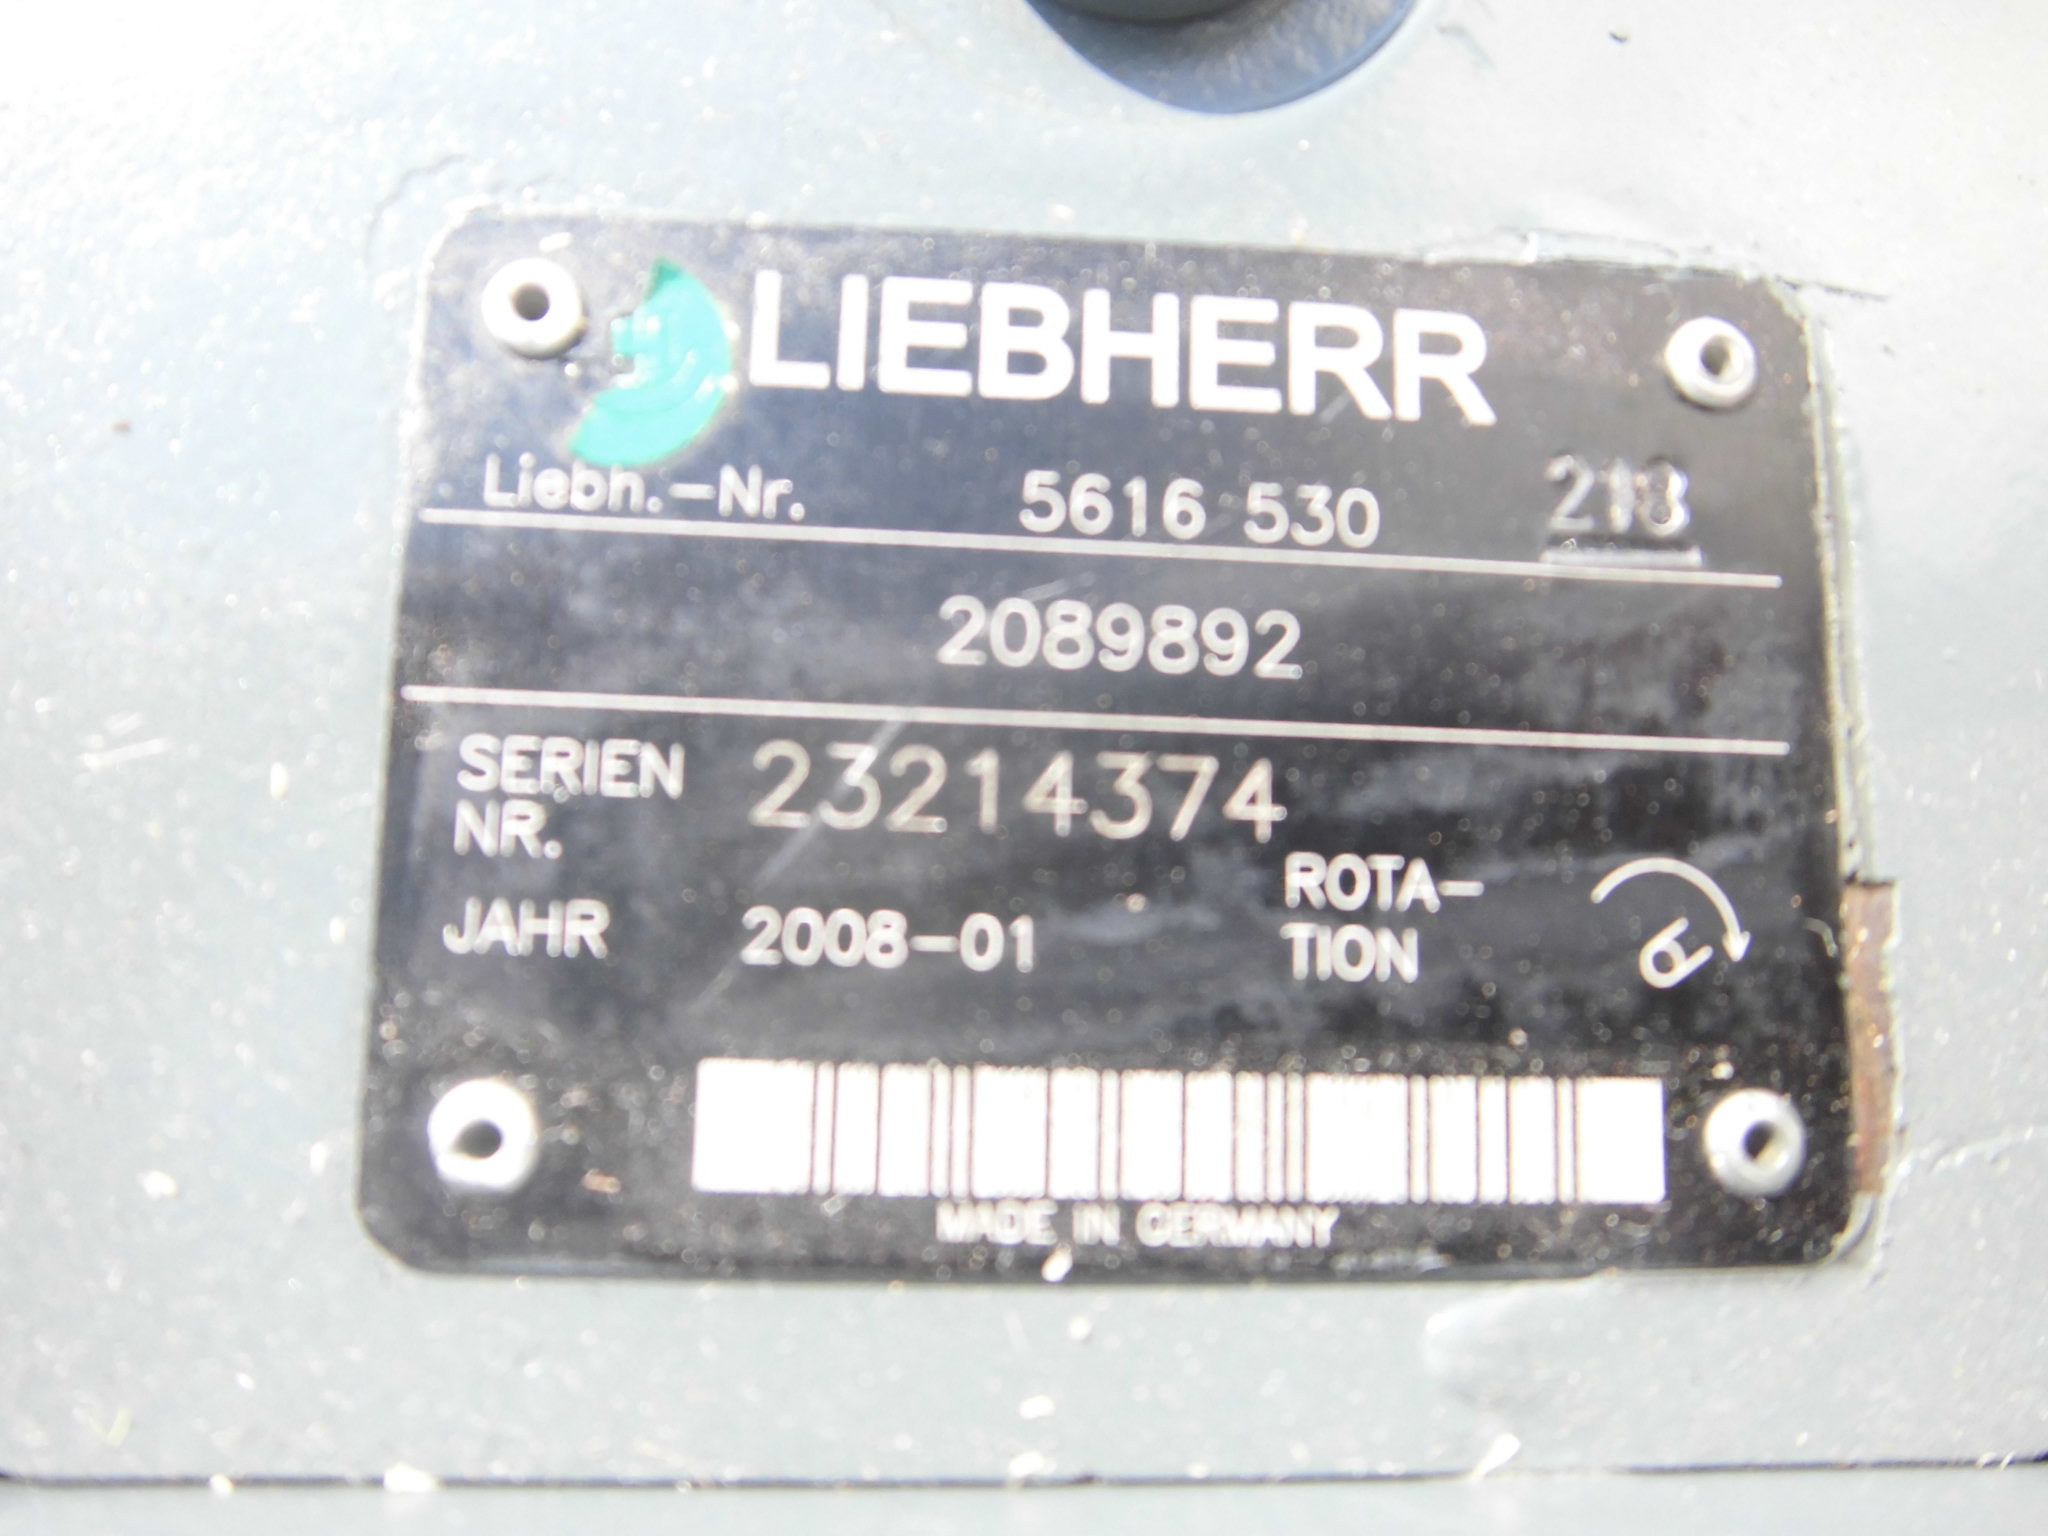 LIEBHERR
Liebh.-Nr. 5616 530
2089892
SERIEN NR. 23214374
JAHR 2008-01 ROTA-
TION R
MADE IN GERMANY